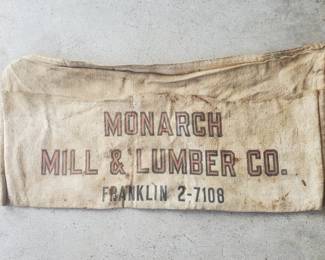 MONARCH
MILL & LUMBER CO.
FRANKLIN 2-7108